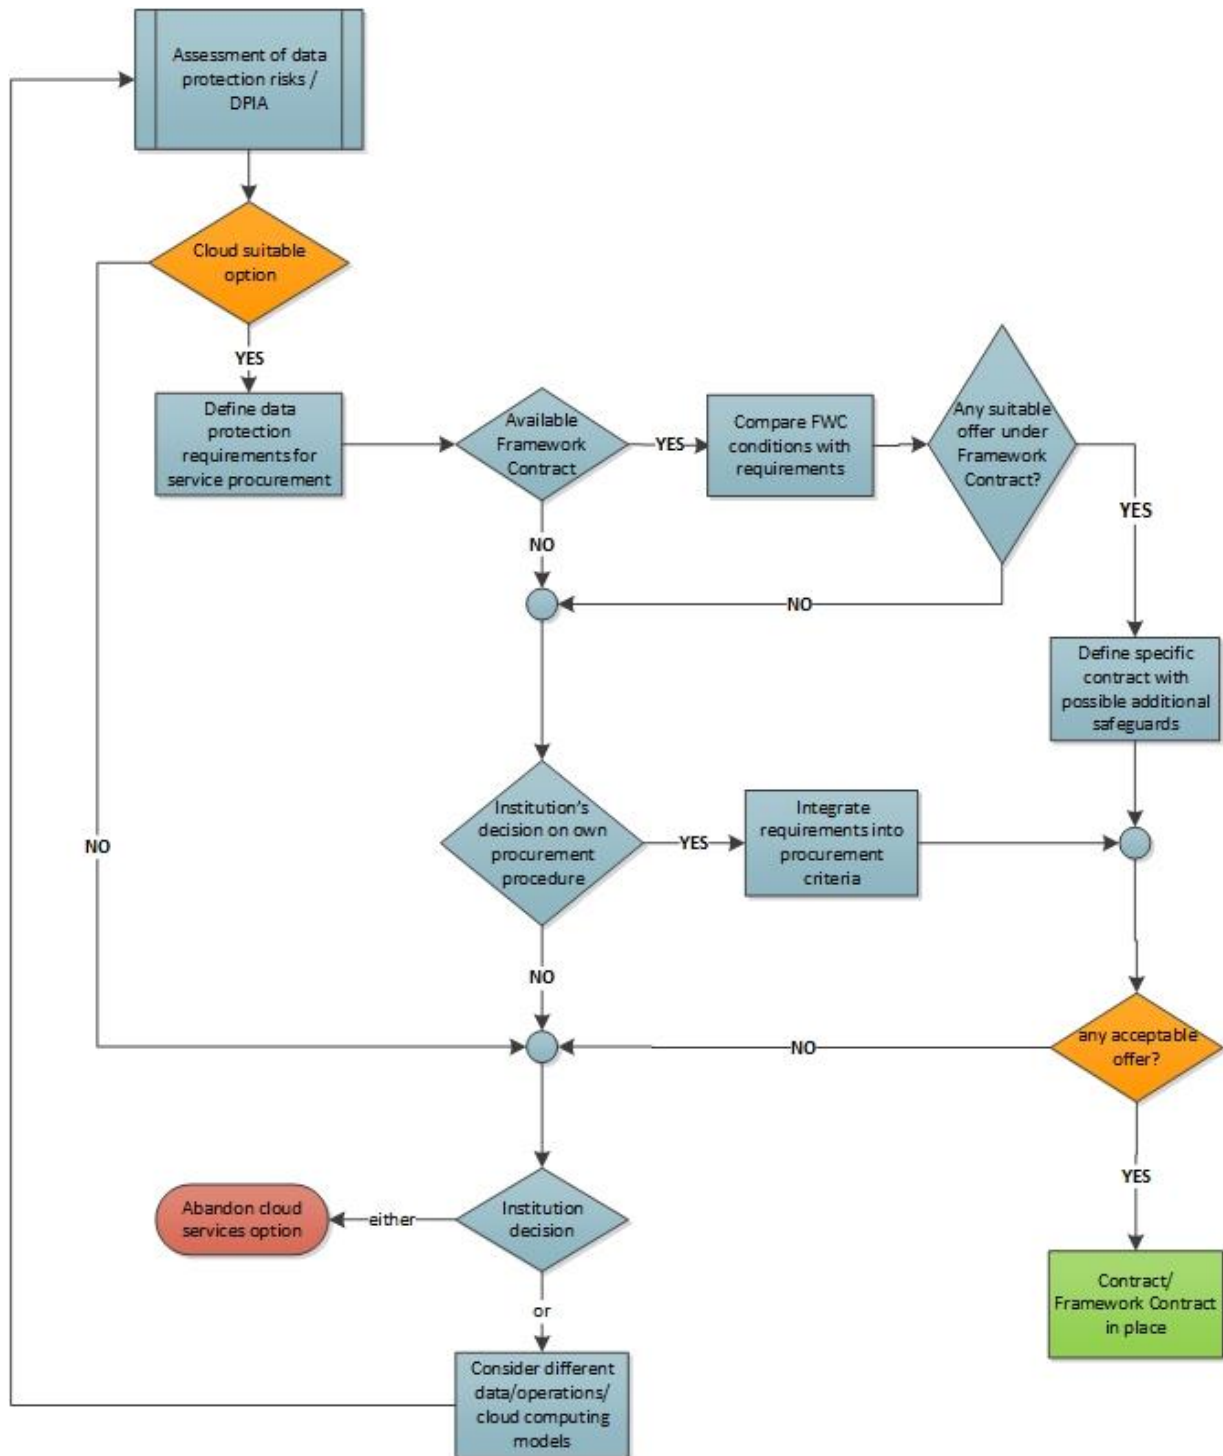 Assessment of data
protection risks /
DPIA
Cloud suitable
option
YES
Define data
protection
requirements for
service procurement
Available
Framework
Contract
YES
Compare FWC
conditions with
requirements
Any suitable
offer under
Framework
Contract?
YES
NO
NO
Define specific
contract with
possible additional
safeguards
Institution's
decision on own
procurement
procedure
YES
Integrate
requirements into
procurement
criteria
NO
NO
any acceptable
offer?
NO
YES
Abandon cloud
services option
either
Institution
decision
or
Contract/
Framework Contract
in place
Consider different
data/operations/
cloud computing
models